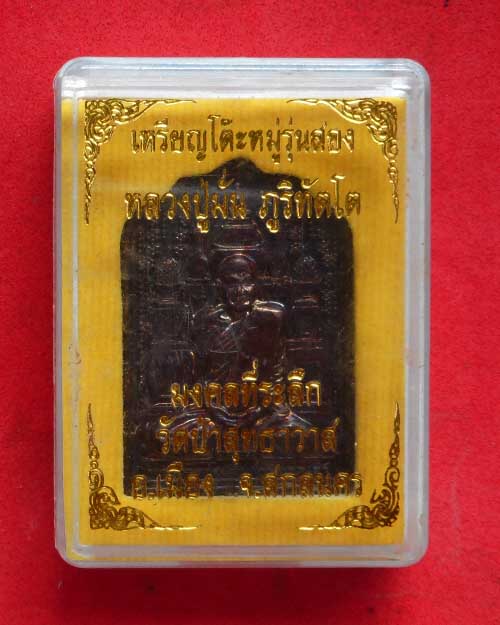 เหรียญโต๊ะหมู่รุ่นสอง
หลวงปู่มั่น ภูริทัตโต
มงคลที่ระลึก
วัดป่าสุทธาวาส
อ.เมือง จ.สกลนคร